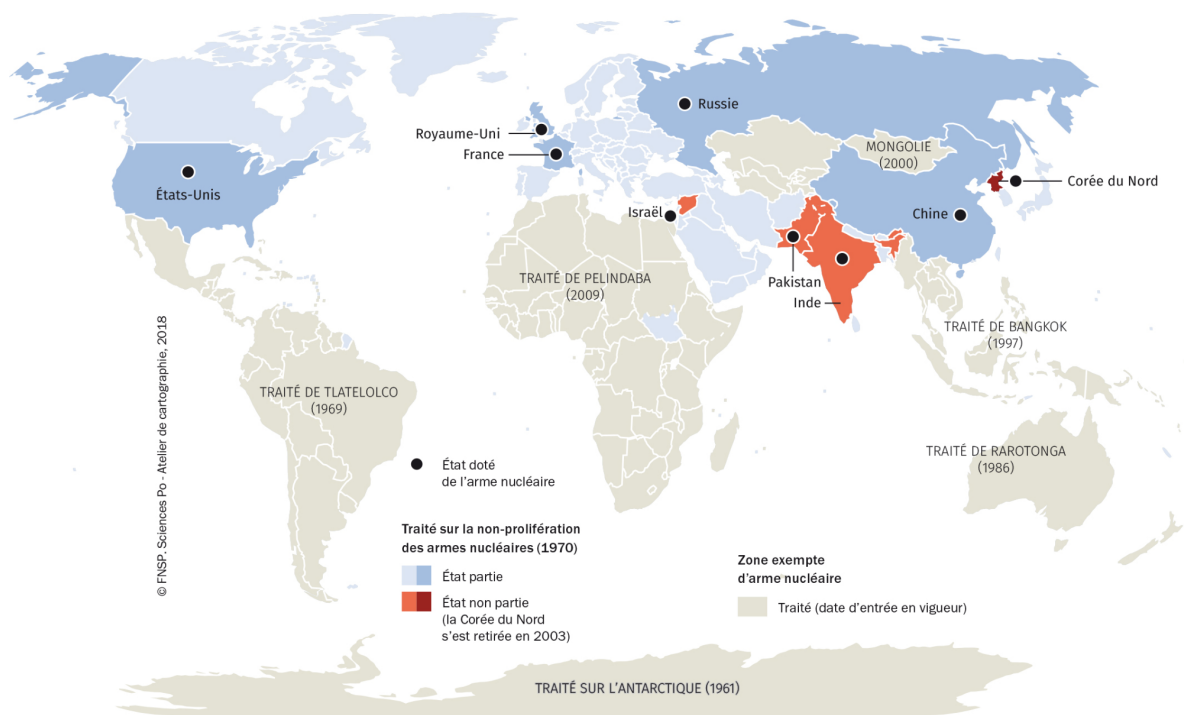 Russie
Royaume-Uni
France
MONGOLIE
(2000)
Corée du Nord
États-Unis
Israël
Chine
TRAITÉ DE PELINDABA
(2009)
Pakistan
Inde
TRAITÉ DE BANGKOK
(1997)
TRAITÉ DE TLATELOLCO
(1969)
TRAITÉ DE RAROTONGA
(1986)
© FNSP. Sciences Po - Atelier de cartographie, 2018
État doté
de l'arme nucléaire
Traité sur la non-prolifération
des armes nucléaires (1970)
État partie
État non partie
(la Corée du Nord
s'est retirée en 2003)
Zone exempte
d'arme nucléaire
Traité (date d'entrée en vigueur)
TRAITÉ SUR L'ANTARCTIQUE (1961)